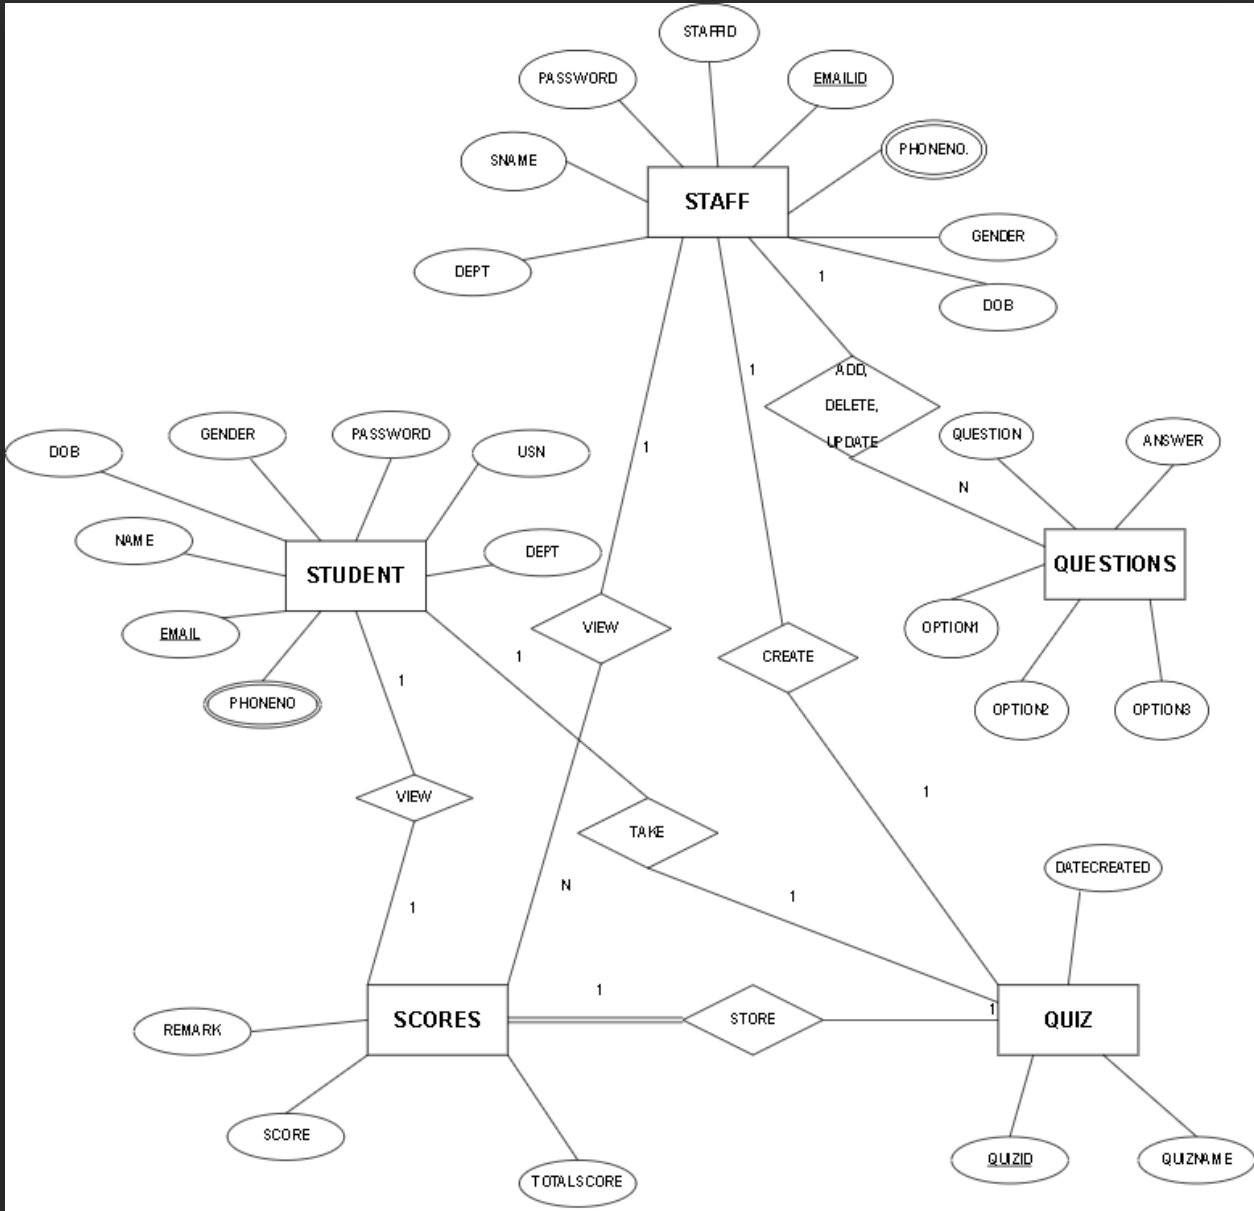 STAFFID
PASSWORD
EMAILID
PHONENO.
SNAME
STAFF
GENDER
DEPT
1
DOB
1
ADD,
DELETE,
UPDATE
GENDER
PASSWORD
QUESTION
ANSWER
DOB
USN
1
N
NAME
DEPT
QUESTIONS
STUDENT
EMAIL
VIEW
OPTION1
1
CREATE
1
PHONENO
OPTION2
OPTION3
VIEW
1
TAKE
DATECREATED
N
1
1
1
1
REMARK
SCORES
STORE
QUIZ
SCORE
QUIZID
QUIZNAME
TOTALSCORE